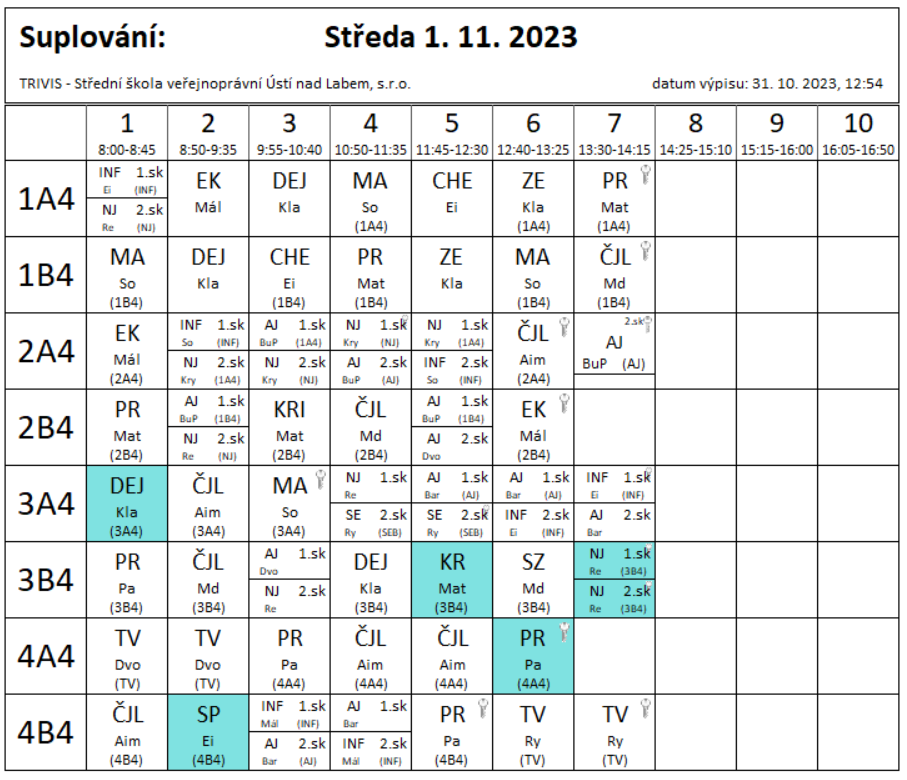 Suplování: Středa 1. 11. 2023
TRIVIS - Střední škola veřejnoprávní Ústí nad Labem, s.r.o. datum výpisu: 31. 10. 2023, 12:54
1 2 3 4 5 6 7 8 9 10
8:00-8:45 8:50-9:35 9:55-10:40 10:50-11:35 11:45-12:30 12:40-13:25 13:30-14:15 14:25-15:10 15:15-16:00 16:05-16:50
1A4
INF 1.sk
Ei (INF)
NJ 2.sk
Re (NJ)
EK
Mál
DEJ
Kla
MA
So
(1A4)
CHE
Ei
ZE
Kla
(1A4)
PR
Mat
(1A4)
1B4
MA
So
(1B4)
DEJ
Kla
CHE
Ei
(1B4)
PR
Mat
(1B4)
ZE
Kla
MA
So
(1B4)
ČJL
Md
(1B4)
2A4
EK
Mál
(2A4)
INF 1.sk
So (INF)
NJ 2.sk
Kry (1A4)
AJ 1.sk
BuP (1A4)
NJ 2.sk
Kry (NJ)
NJ 1.sk
Kry (NJ)
AJ 2.sk
BuP (AJ)
NJ 1.sk
Kry (1A4)
INF 2.sk
So (INF)
ČJL
Aim
(2A4)
2.sk
AJ
BuP (AJ)
2B4
PR
Mat
(2B4)
AJ 1.sk
BuP (1B4)
NJ 2.sk
Re (NJ)
KRI
Mat
(2B4)
ČJL
Md
(2B4)
AJ 1.sk
BuP (1B4)
AJ 2.sk
Dvo
EK
Mál
(2B4)
3A4
DEJ
Kla
(3A4)
ČJL
Aim
(3A4)
MA
So
(3A4)
NJ 1.sk
Re
SE 2.sk
Ry (SEB)
AJ 1.sk
Bar (AJ)
SE 2.sk
Ry (SEB)
AJ 1.sk
Bar (AJ)
INF 2.sk
Ei (INF)
INF 1.sk
Ei (INF)
AJ 2.sk
Bar
3B4
PR
Pa
(3B4)
ČJL
Md
(3B4)
AJ 1.sk
Dvo
NJ 2.sk
Re
DEJ
Kla
(3B4)
KR
Mat
(3B4)
SZ
Md
(3B4)
NJ 1.sk
Re (3B4)
NJ 2.sk
Re (3B4)
4A4
TV
Dvo
(TV)
TV
Dvo
(TV)
PR
Pa
(4A4)
ČJL
Aim
(4A4)
ČJL
Aim
(4A4)
PR
Pa
(4A4)
4B4
ČJL
Aim
(4B4)
SP
Ei
(4B4)
INF 1.sk
Mál (INF)
AJ 2.sk
Bar (AJ)
AJ 1.sk
Bar
INF 2.sk
Mál (INF)
PR
Pa
(4B4)
TV
Ry
(TV)
TV
Ry
(TV)